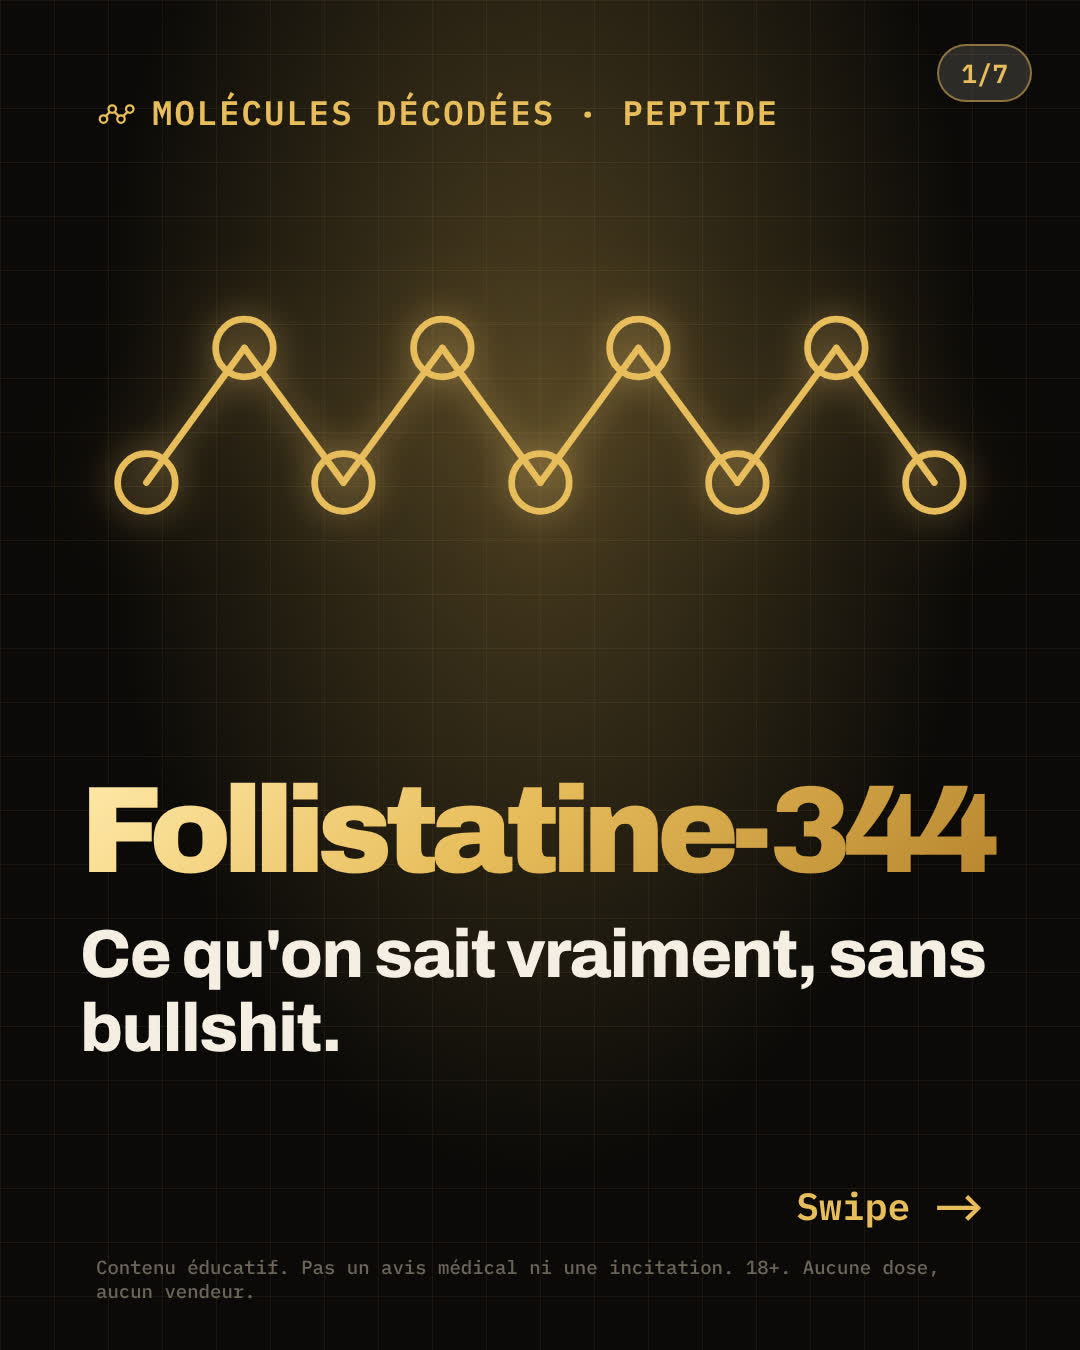 1/7
MOLÉCULES DÉCODÉES · PEPTIDE
Follistatine-344
Ce qu'on sait vraiment, sans
bullshit.
Swipe →
Contenu éducatif. Pas un avis médical ni une incitation. 18+. Aucune dose,
aucun vendeur.